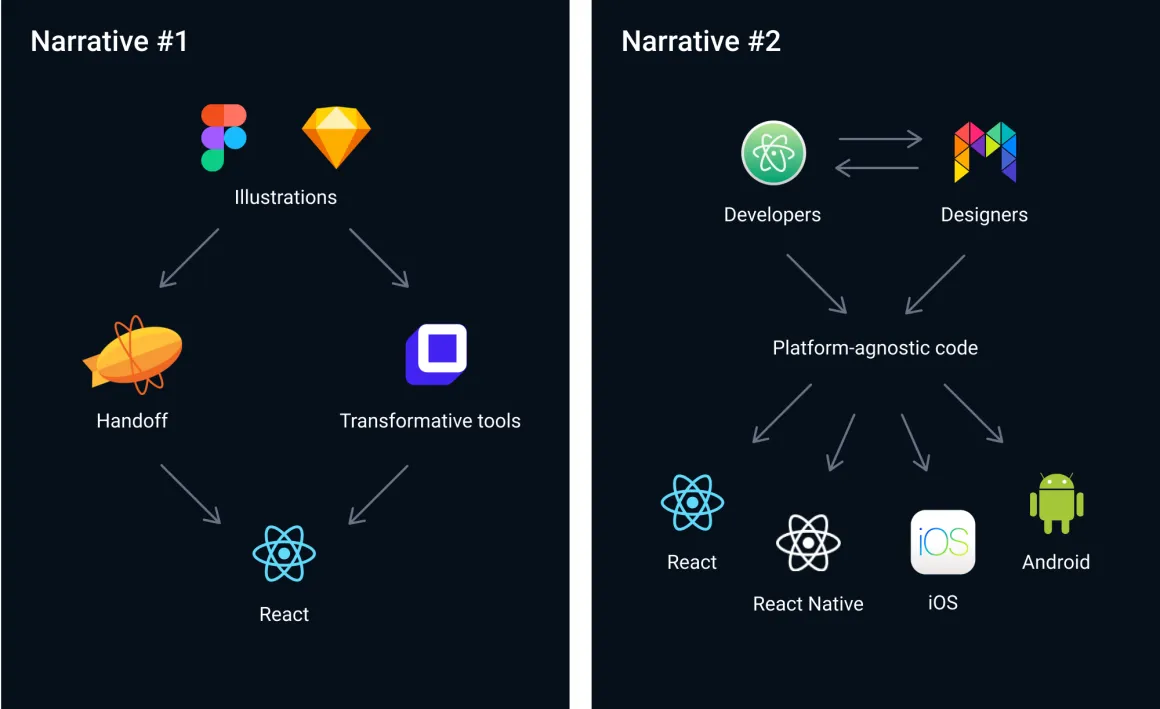 Narrative #1
Illustrations
Handoff
Transformative tools
React
Narrative #2
Developers
Designers
Platform-agnostic code
React
React Native
iOS
iOS
Android